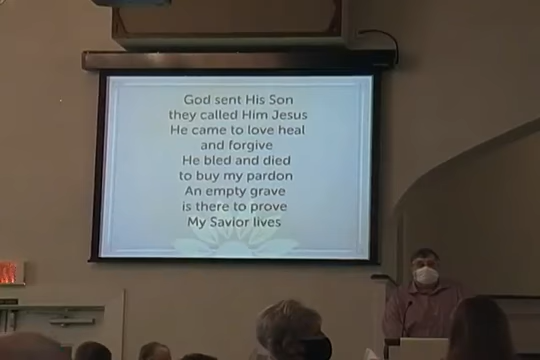 God sent His Son
they called Him Jesus
He came to love heal
and forgive
He bled and died
to buy my pardon
An empty grave
is there to prove
My Savior lives